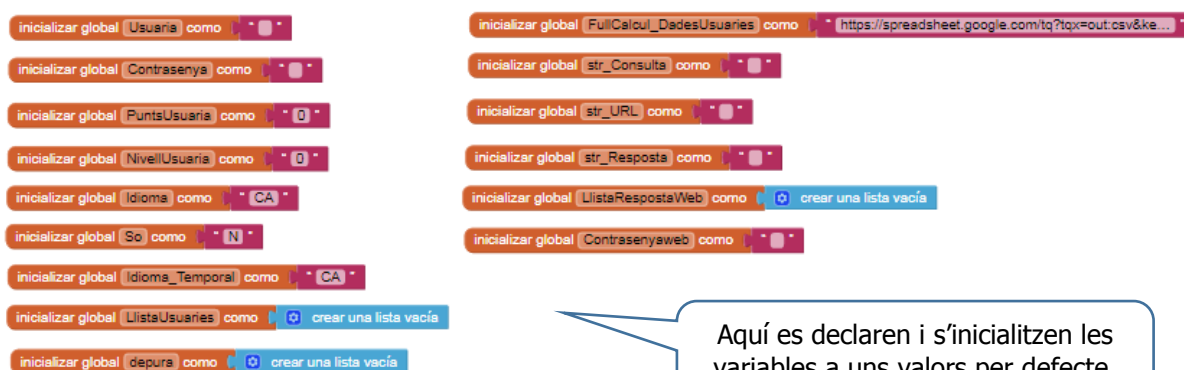 inicializar global Usuaria como " "
inicializar global Contrasenya como " "
inicializar global PuntsUsuaria como " 0 "
inicializar global NivellUsuaria como " 0 "
inicializar global Idioma como " CA "
inicializar global So como " N "
inicializar global Idioma_Temporal como " CA "
inicializar global LlistaUsuaries como crear una lista vacía
inicializar global depura como crear una lista vacía
inicializar global FullCalcul_DadesUsuaries como " https://spreadsheet.google.com/tq?tqx=out:csv&ke... "
inicializar global str_Consulta como " "
inicializar global str_URL como " "
inicializar global str_Resposta como " "
inicializar global LlistaRespostaWeb como crear una lista vacía
inicializar global Contrasenyaweb como " "
Aquí es declaren i s'inicialitzen les
variables a uns valors per defecte.